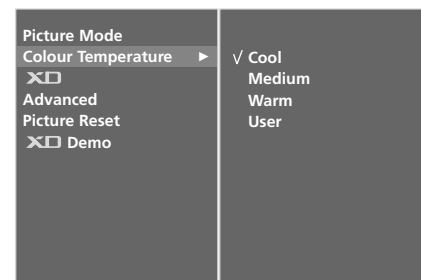 Picture Mode
Colour Temperature ►
XD
Advanced
Picture Reset
XD Demo
√ Cool
Medium
Warm
User